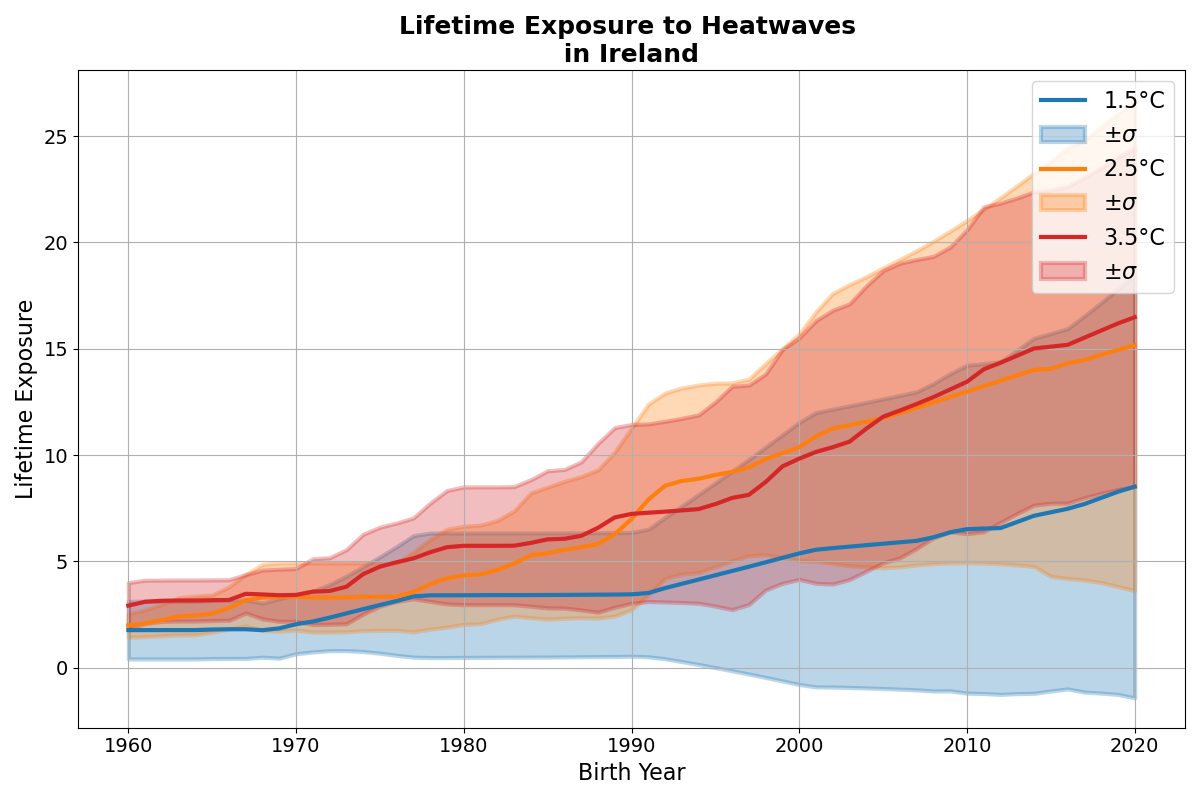 Lifetime Exposure to Heatwaves
in Ireland
1.5°C
±σ
2.5°C
±σ
3.5°C
±σ
Lifetime Exposure
25
20
15
10
5
0
1960 1970 1980 1990 2000 2010 2020
Birth Year